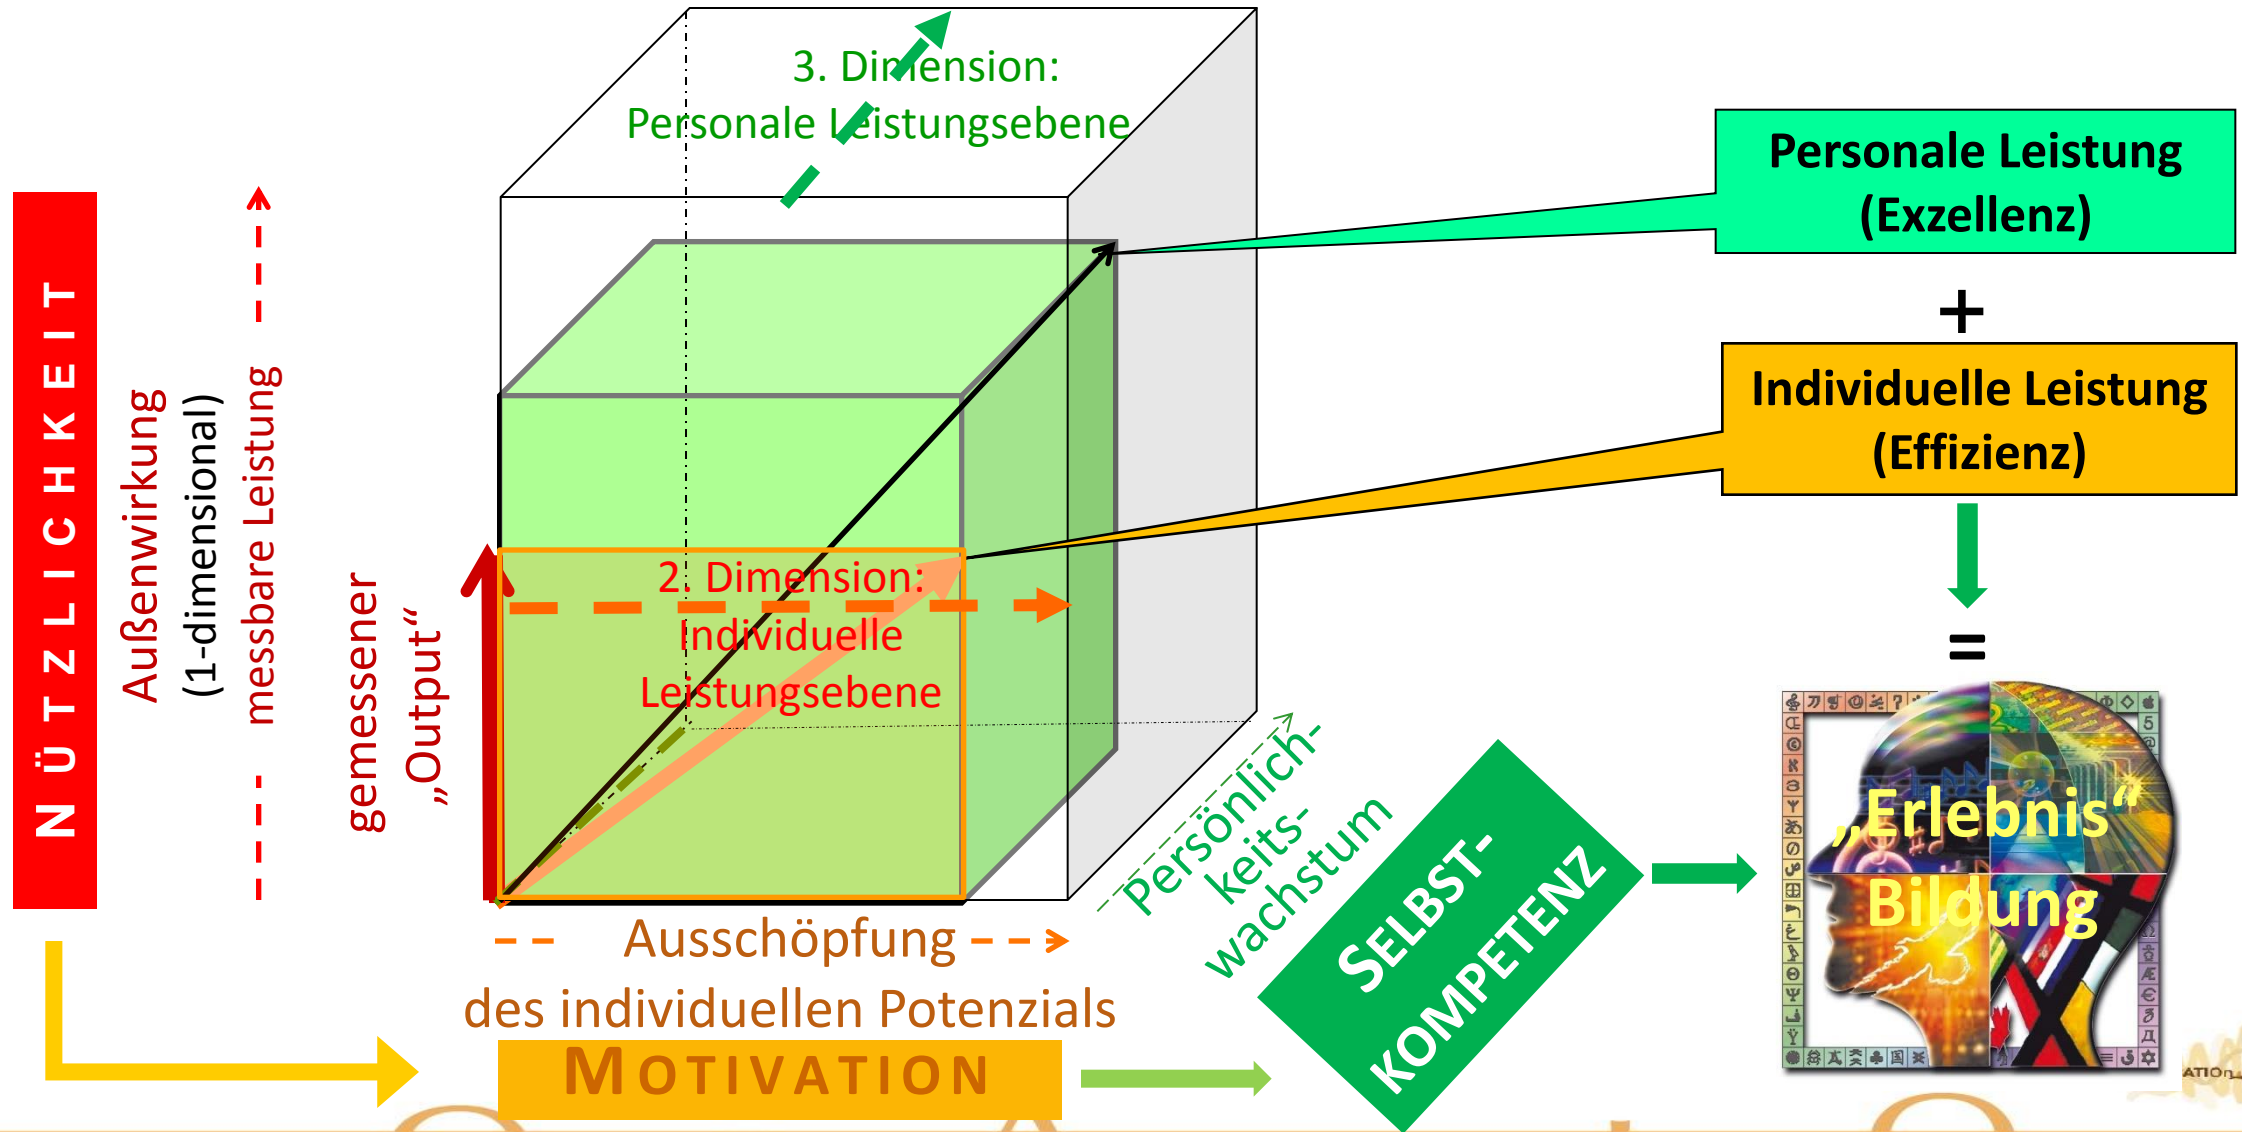 3. Dimension:
Personale Leistungsebene
Personale Leistung
(Exzellenz)
+
Individuelle Leistung
(Effizienz)
=
NÜTZLICHKEIT
Außenwirkung
(1-dimensional)
messbare Leistung
gemessener
„Output“
2. Dimension:
Individuelle
Leistungsebene
Ausschöpfung
des individuellen Potenzials
MOTIVATION
Persönlich-
keits-
wachstum
SELBST-
KOMPETENZ
„Erlebnis“
Bildung